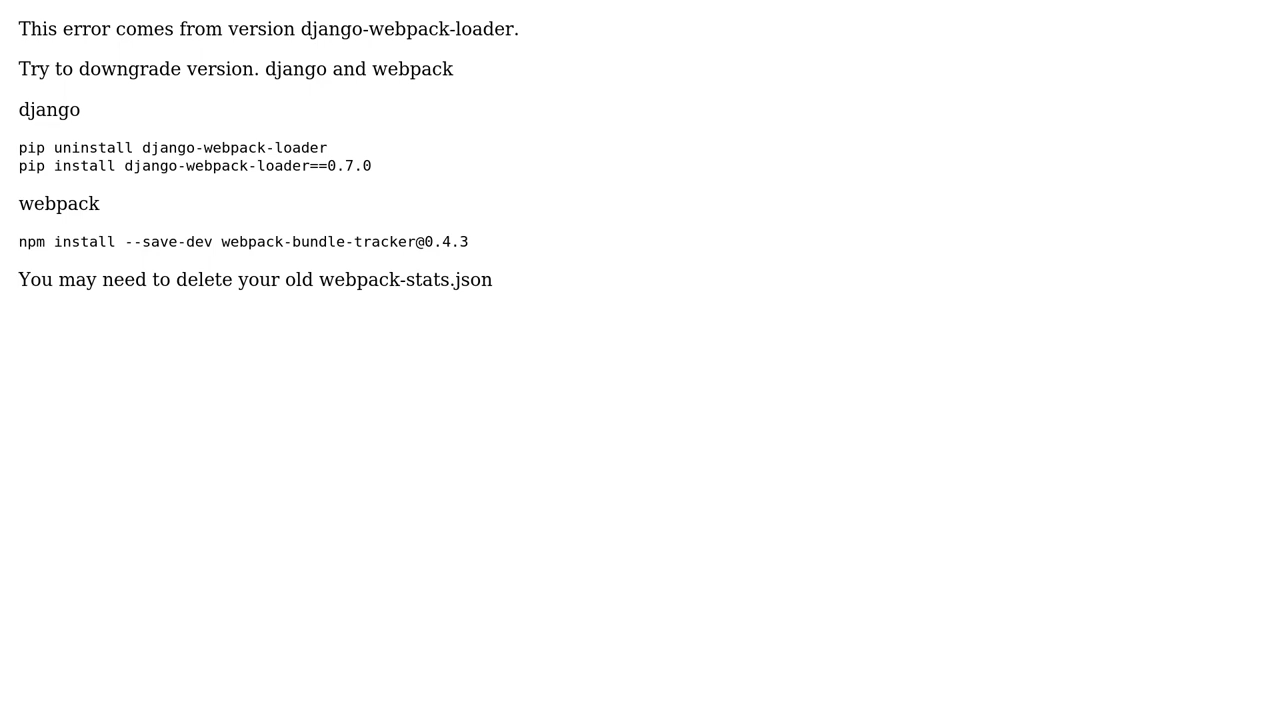 This error comes from version django-webpack-loader.
Try to downgrade version. django and webpack
django
pip uninstall django-webpack-loader
pip install django-webpack-loader==0.7.0
webpack
npm install --save-dev webpack-bundle-tracker@0.4.3
You may need to delete your old webpack-stats.json